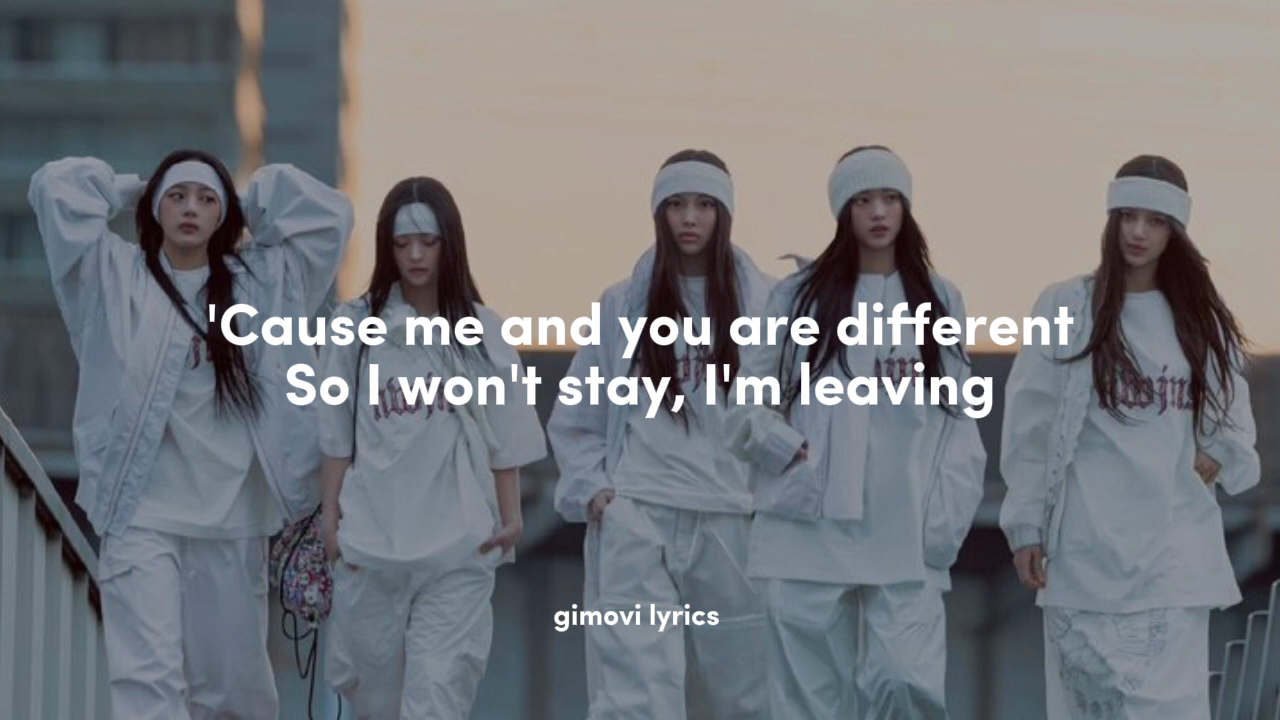 'Cause me and you are different
So I won't stay, I'm leaving
gimovi lyrics